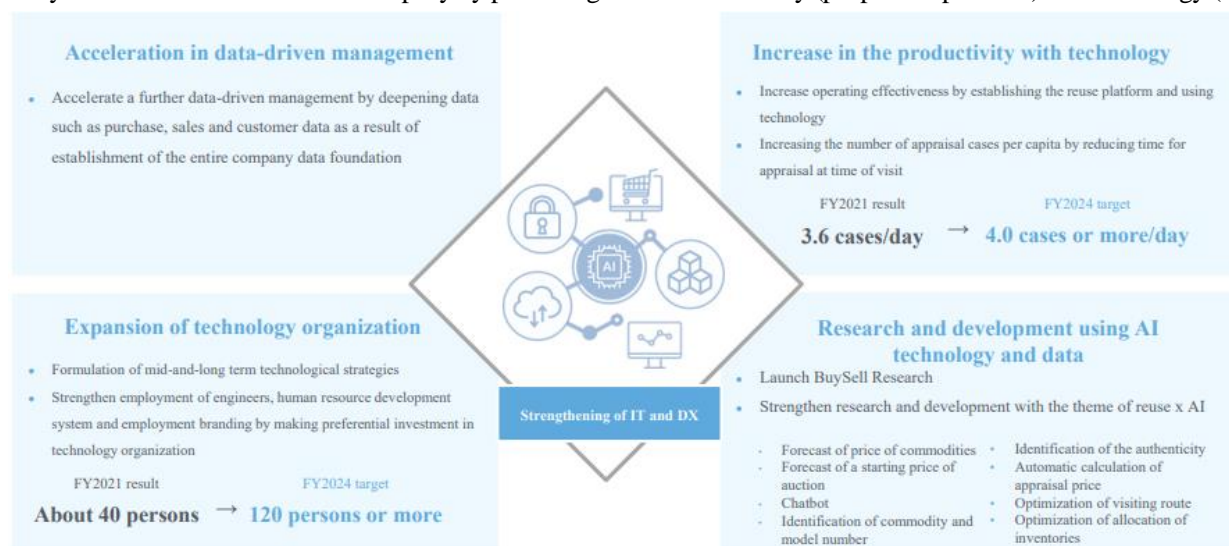 Acceleration in data-driven management
• Accelerate a further data-driven management by deepening data
such as purchase, sales and customer data as a result of
establishment of the entire company data foundation
Increase in the productivity with technology
• Increase operating effectiveness by establishing the reuse platform and using
technology
• Increasing the number of appraisal cases per capita by reducing time for
appraisal at time of visit
FY2021 result FY2024 target
3.6 cases/day → 4.0 cases or more/day
AI
Strengthening of IT and DX
Expansion of technology organization
• Formulation of mid-and-long term technological strategies
• Strengthen employment of engineers, human resource development
system and employment branding by making preferential investment in
technology organization
FY2021 result FY2024 target
About 40 persons → 120 persons or more
Research and development using AI
technology and data
• Launch BuySell Research
• Strengthen research and development with the theme of reuse x AI
• Forecast of price of commodities
• Forecast of a starting price of
auction
• Chatbot
• Identification of commodity and
model number
• Identification of the authenticity
• Automatic calculation of
appraisal price
• Optimization of visiting route
• Optimization of allocation of
inventories